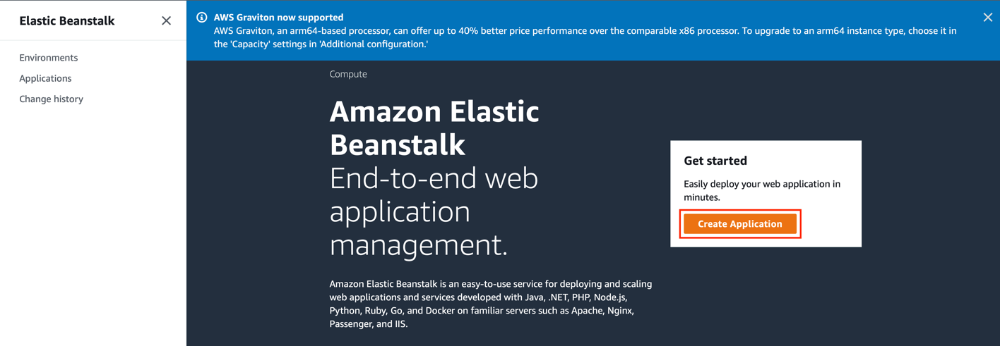 Elastic Beanstalk
Environments
Applications
Change history
AWS Graviton now supported
AWS Graviton, an arm64-based processor, can offer up to 40% better price performance over the comparable x86 processor. To upgrade to an arm64 instance type, choose it in
the 'Capacity' settings in 'Additional configuration.'
Compute
Amazon Elastic
Beanstalk
End-to-end web
application
management.
Amazon Elastic Beanstalk is an easy-to-use service for deploying and scaling
web applications and services developed with Java, .NET, PHP, Node.js,
Python, Ruby, Go, and Docker on familiar servers such as Apache, Nginx,
Passenger, and IIS.
Get started
Easily deploy your web application in
minutes.
Create Application